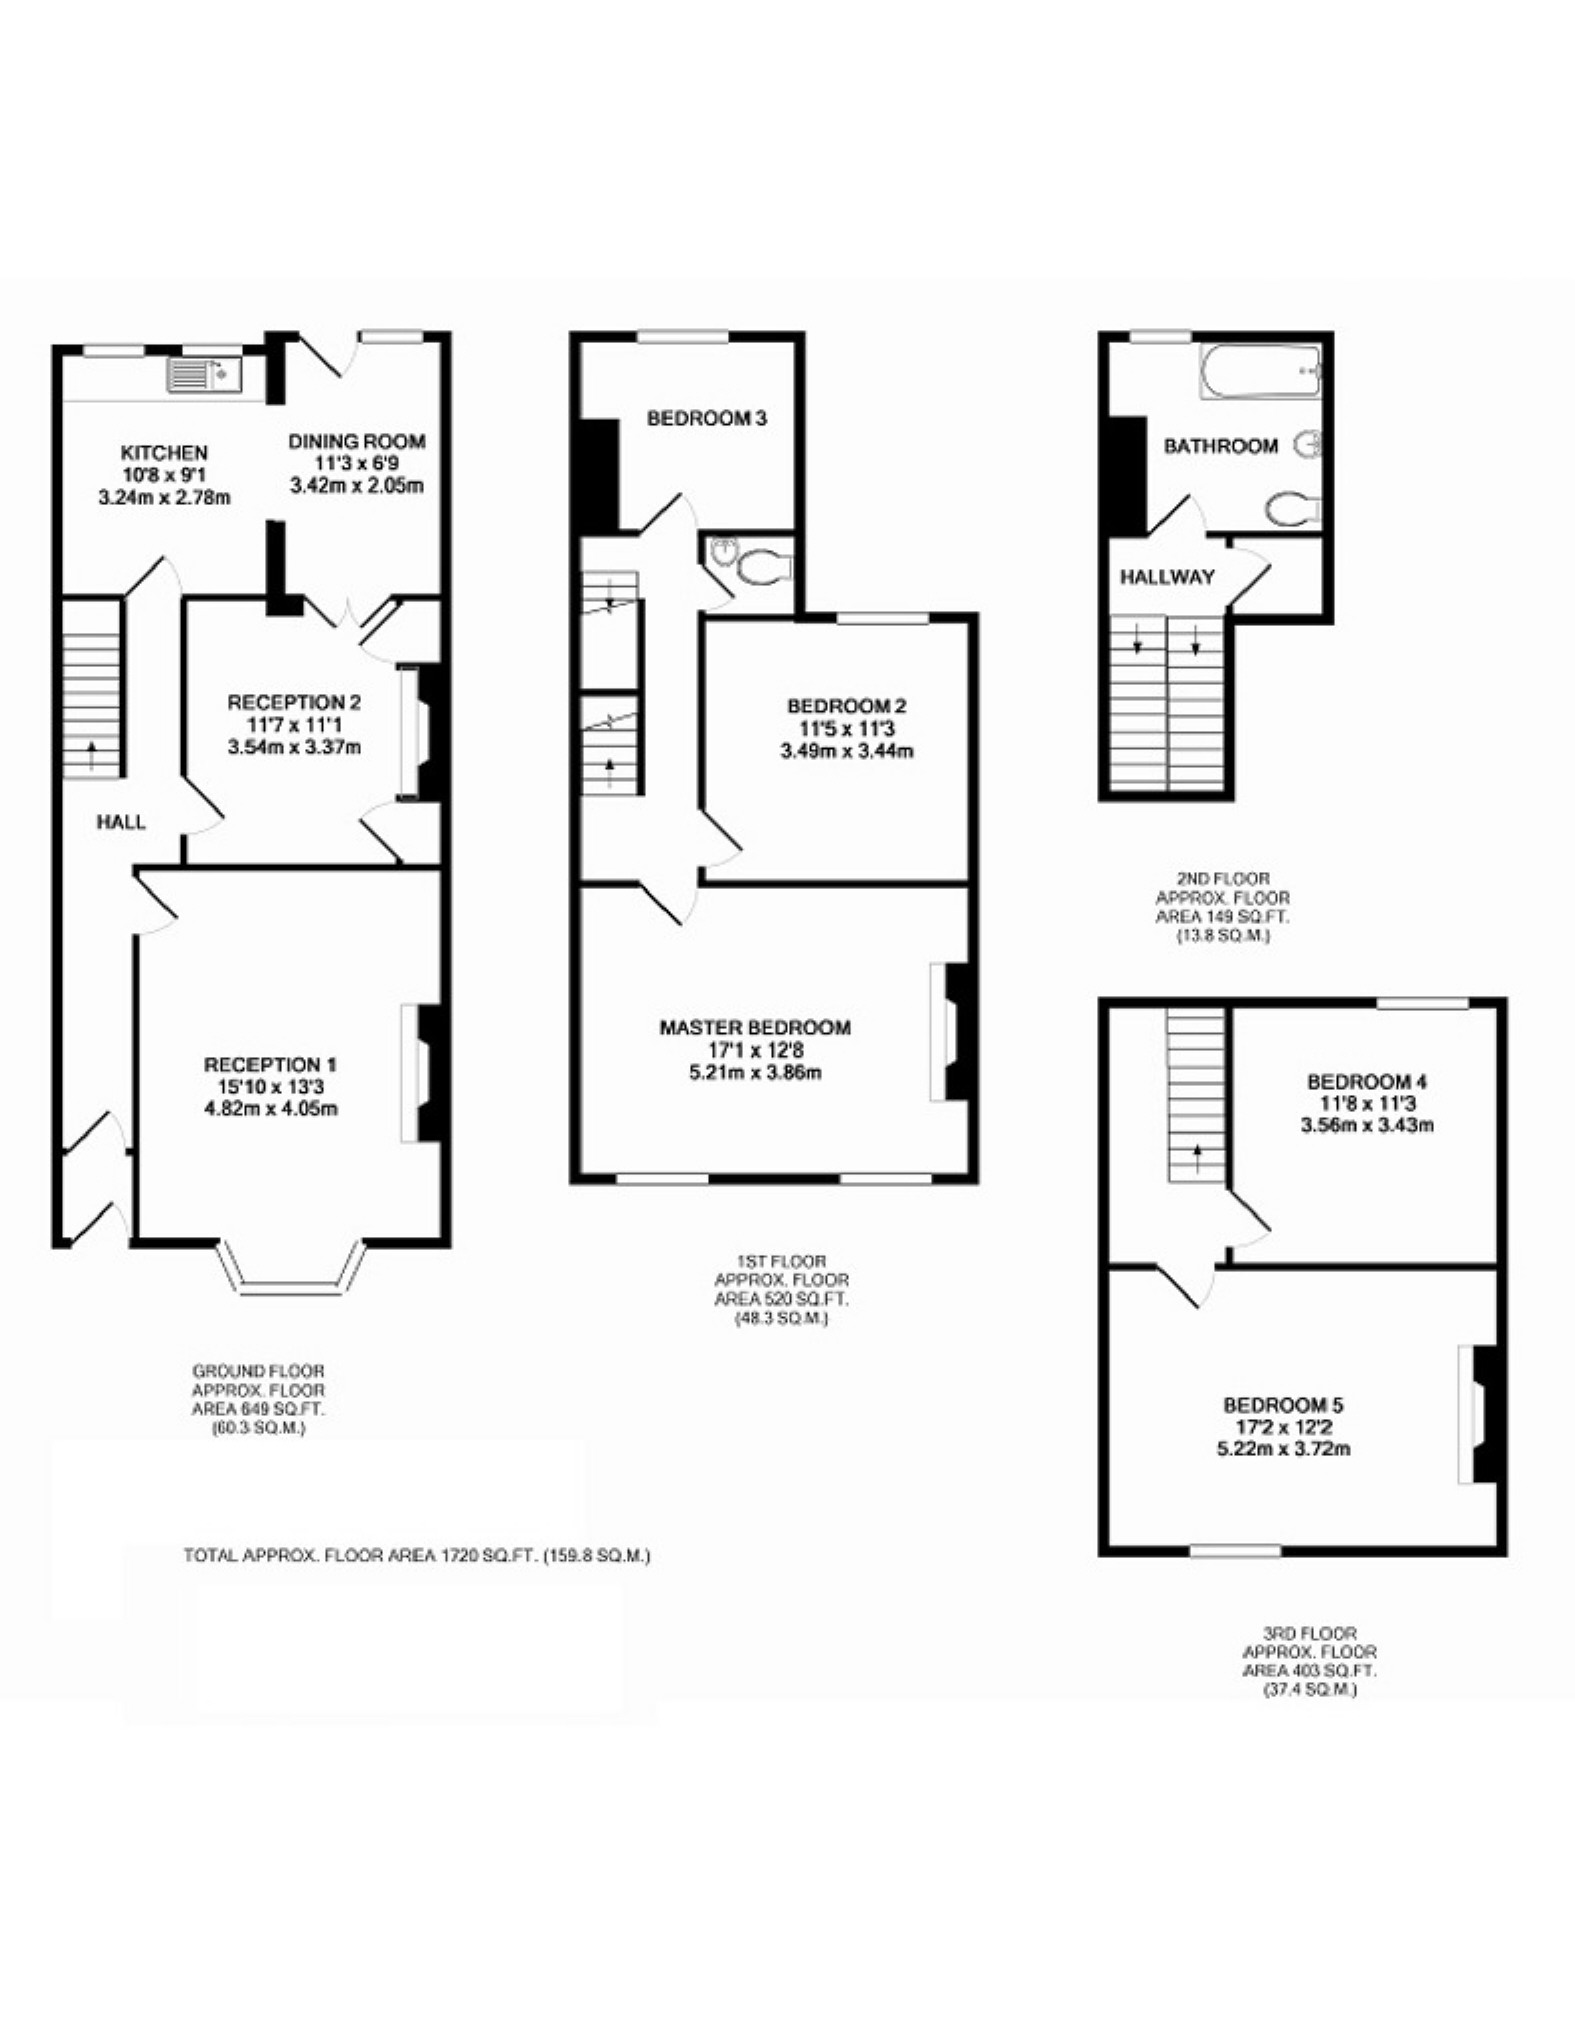 KITCHEN
10'8 x 9'1
3.24m x 2.78m
DINING ROOM
11'3 x 6'9
3.42m x 2.05m
RECEPTION 2
11'7 x 11'1
3.54m x 3.37m
HALL
RECEPTION 1
15'10 x 13'3
4.82m x 4.05m
GROUND FLOOR
APPROX. FLOOR
AREA 649 SQ.FT.
(60.3 SQ.M.)
BEDROOM 3
BEDROOM 2
11'5 x 11'3
3.49m x 3.44m
MASTER BEDROOM
17'1 x 12'8
5.21m x 3.86m
1ST FLOOR
APPROX. FLOOR
AREA 520 SQ.FT.
(48.3 SQ.M.)
BATHROOM
HALLWAY
2ND FLOOR
APPROX. FLOOR
AREA 149 SQ.FT.
(13.8 SQ.M.)
BEDROOM 4
11'8 x 11'3
3.56m x 3.43m
BEDROOM 5
17'2 x 12'2
5.22m x 3.72m
3RD FLOOR
APPROX. FLOOR
AREA 403 SQ.FT.
(37.4 SQ.M.)
TOTAL APPROX. FLOOR AREA 1720 SQ.FT. (159.8 SQ.M.)